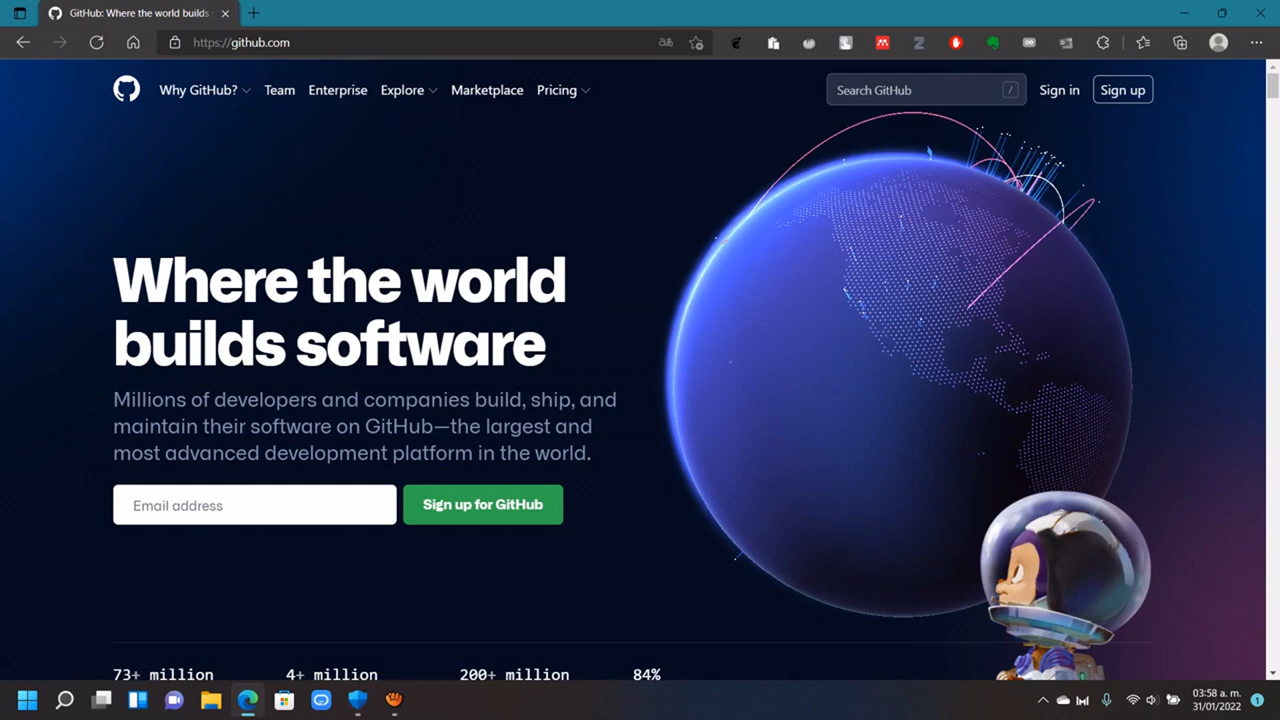 GitHub: Where the world builds
https://github.com
Why GitHub? Team Enterprise Explore Marketplace Pricing Search GitHub / Sign in Sign up
Where the world
builds software
Millions of developers and companies build, ship, and
maintain their software on GitHub—the largest and
most advanced development platform in the world.
Email address Sign up for GitHub
73+ million 4+ million 200+ million 84%
03:58 a. m.
31/01/2022
1